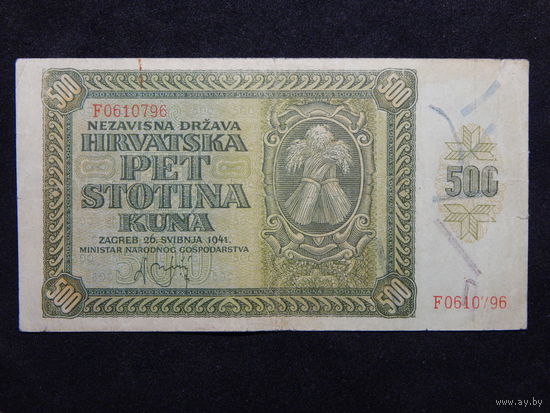 500
500
F0610796
NEZAVISNA DRŽAVA
HRVATSKA
PET
STOTINA
KUNA
ZAGREB 26. SVIBNJA 1941.
MINISTAR NARODNOG GOSPODARSTVA
500
500
500
500
F0610796
www.ay.by